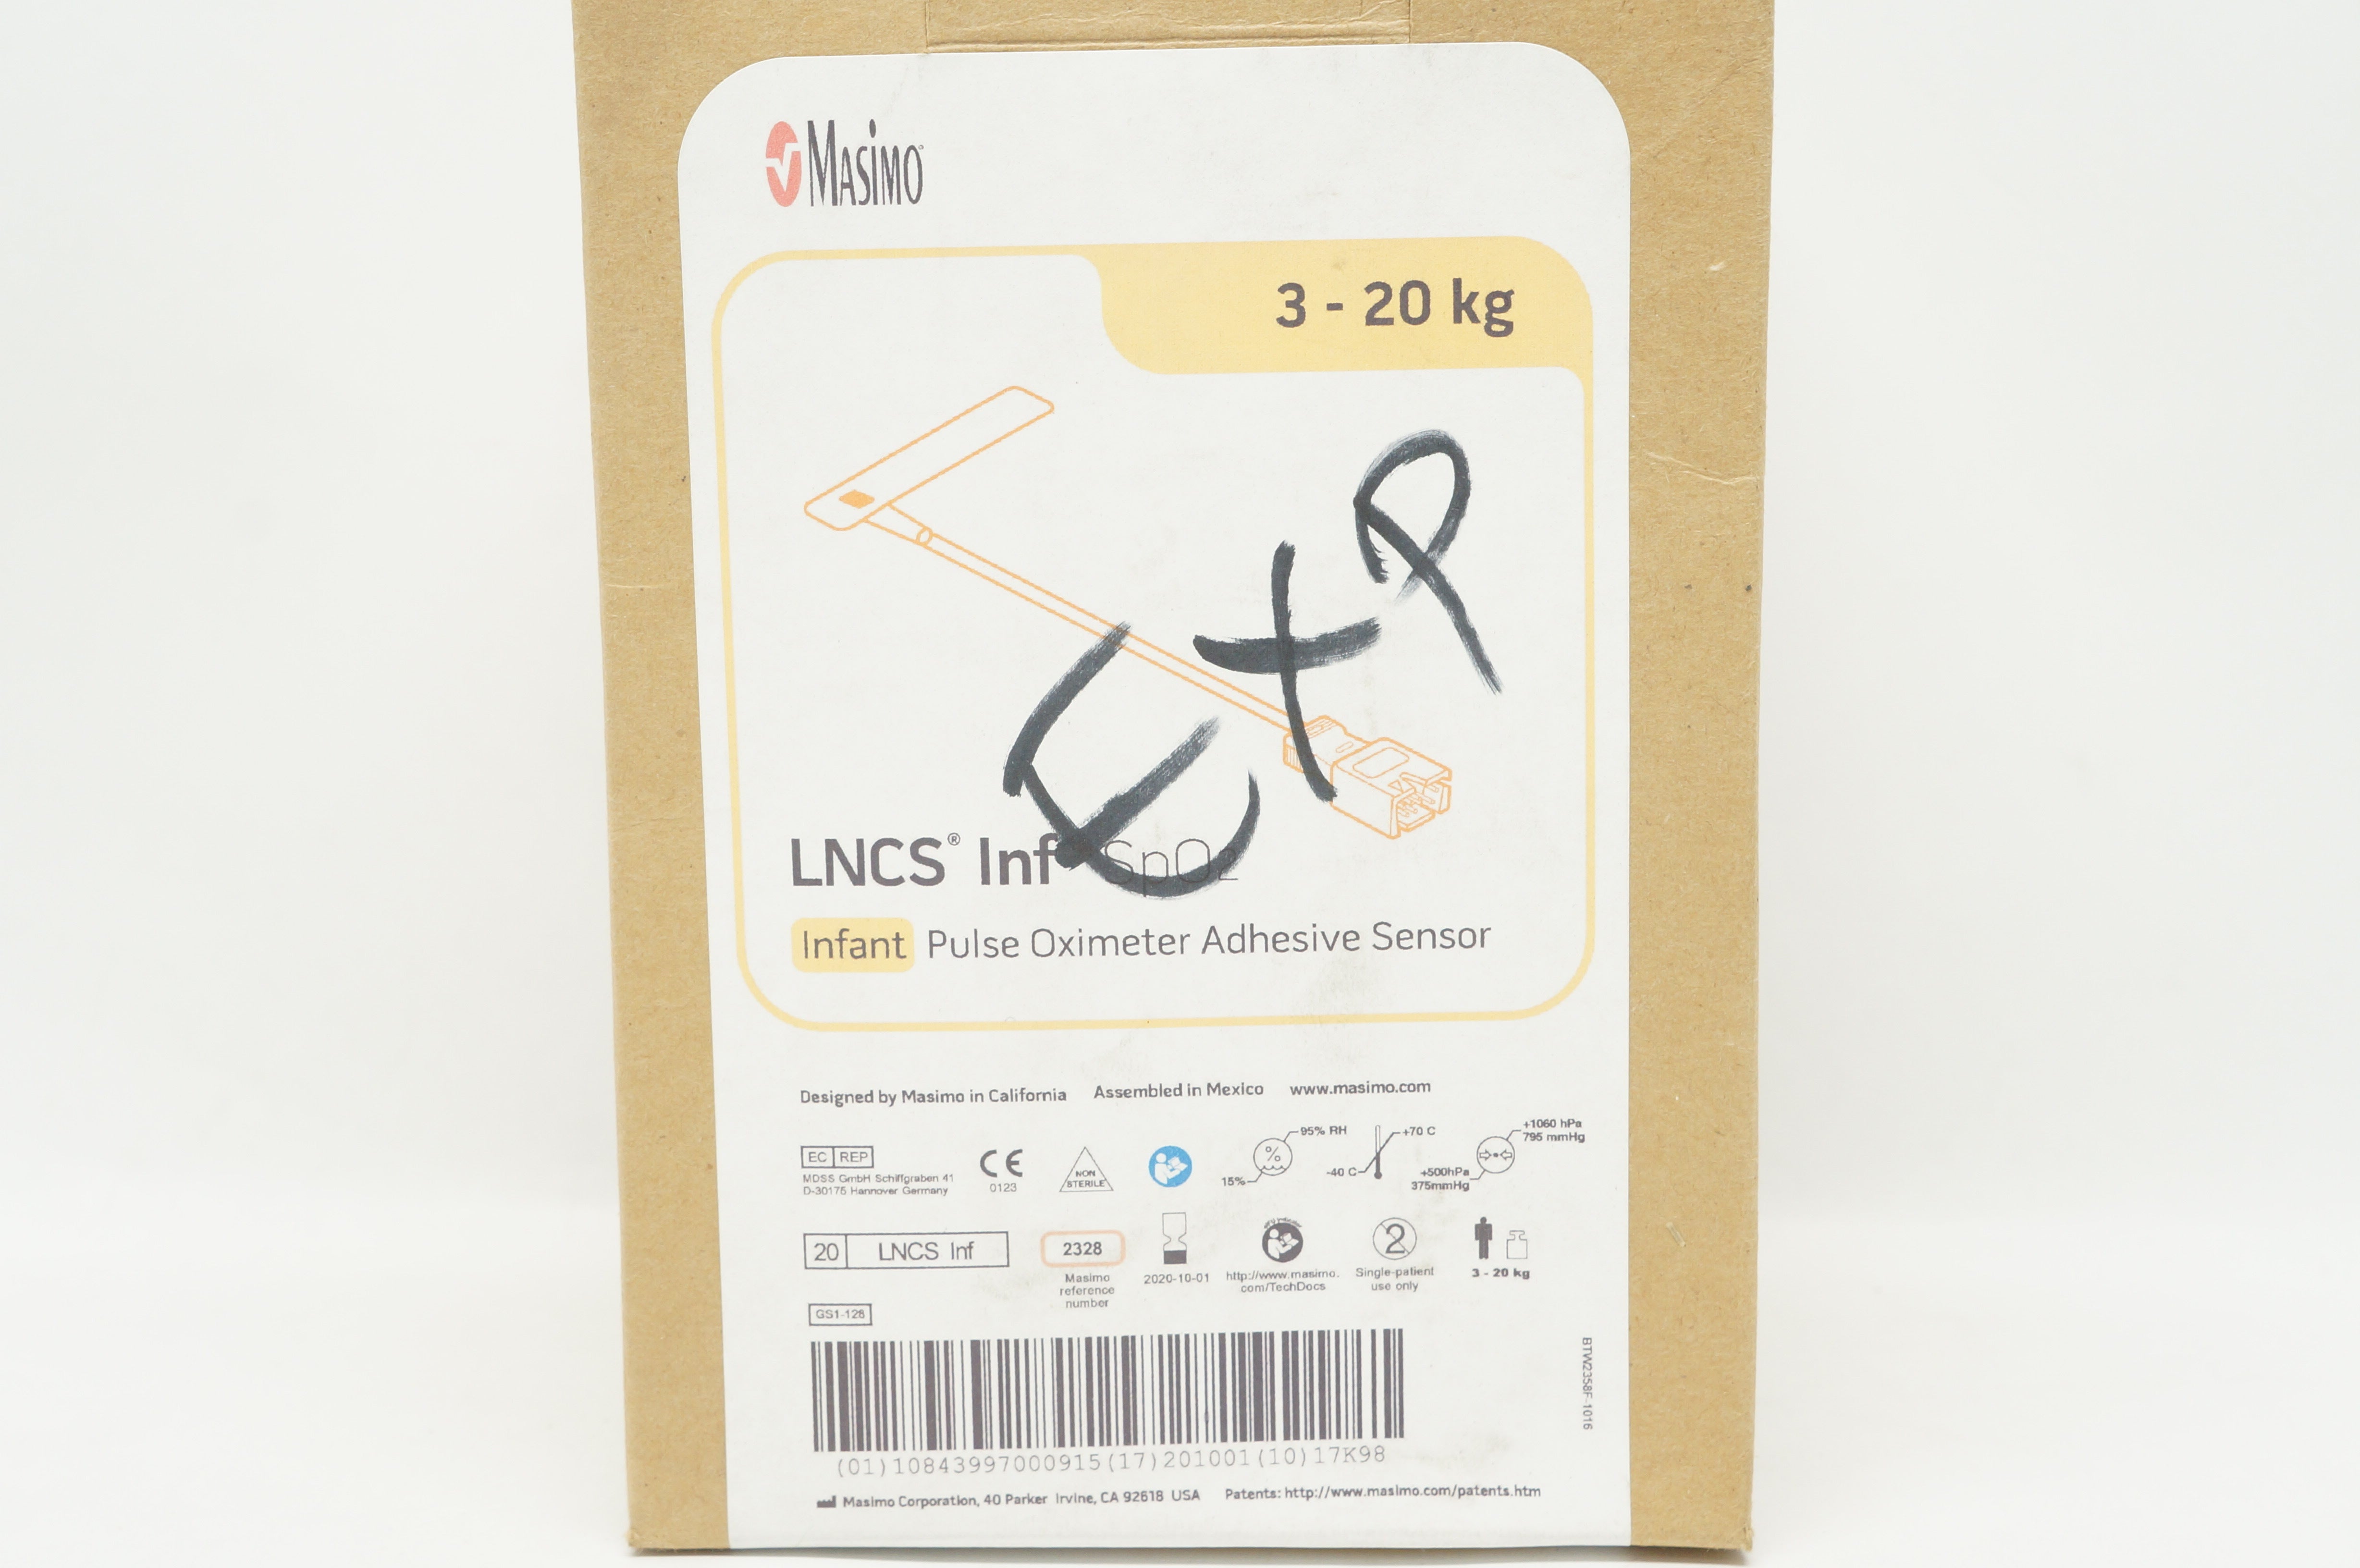 MASiMO
3 - 20 kg
EXP
LNCS® Inf SpO2
Infant Pulse Oximeter Adhesive Sensor
Designed by Masimo in California Assembled in Mexico www.masimo.com
EC REP
MDSS GmbH Schiffgraben 41
D-30175 Hannover Germany
CE
0123
NON
STERILE
%
95% RH
15%
+70 C
-40 C
+1060 hPa
795 mmHg
+500hPa
375mmHg
20 LNCS Inf
2328
Masimo
reference
number
2020-10-01
http://www.masimo.
com/TechDocs
2
Single-patient
use only
3 - 20 kg
GS1-128
(01)10843997000915(17)201001(10)17K98
BTW2358F-1016
Masimo Corporation, 40 Parker Irvine, CA 92618 USA Patents: http://www.masimo.com/patents.htm